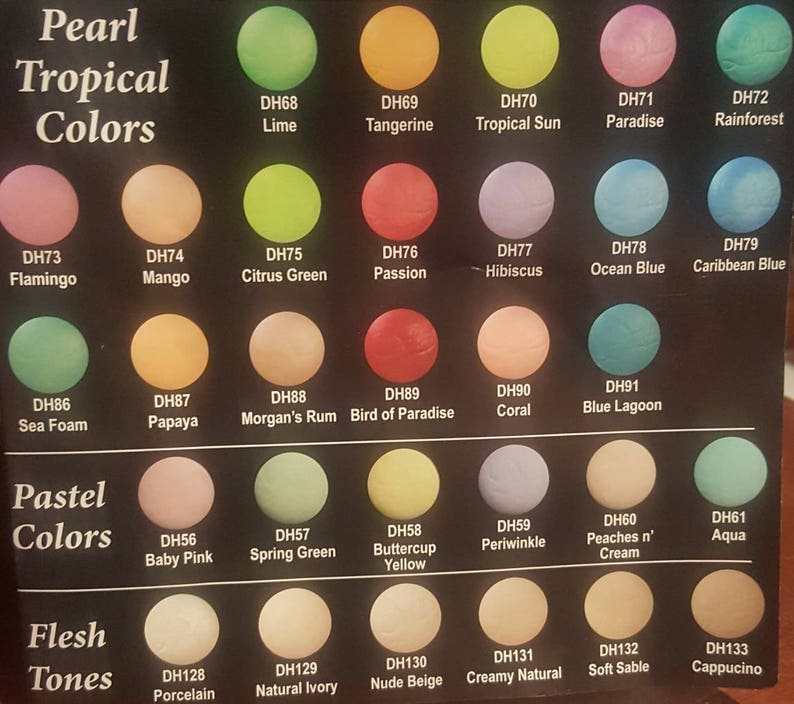 Pearl
Tropical
Colors
DH68
Lime
DH69
Tangerine
DH70
Tropical Sun
DH71
Paradise
DH72
Rainforest
DH73
Flamingo
DH74
Mango
DH75
Citrus Green
DH76
Passion
DH77
Hibiscus
DH78
Ocean Blue
DH79
Caribbean Blue
DH86
Sea Foam
DH87
Papaya
DH88
Morgan's Rum
DH89
Bird of Paradise
DH90
Coral
DH91
Blue Lagoon
Pastel
Colors
DH56
Baby Pink
DH57
Spring Green
DH58
Buttercup
Yellow
DH59
Periwinkle
DH60
Peaches n'
Cream
DH61
Aqua
Flesh
Tones
DH128
Porcelain
DH129
Natural Ivory
DH130
Nude Beige
DH131
Creamy Natural
DH132
Soft Sable
DH133
Cappucino